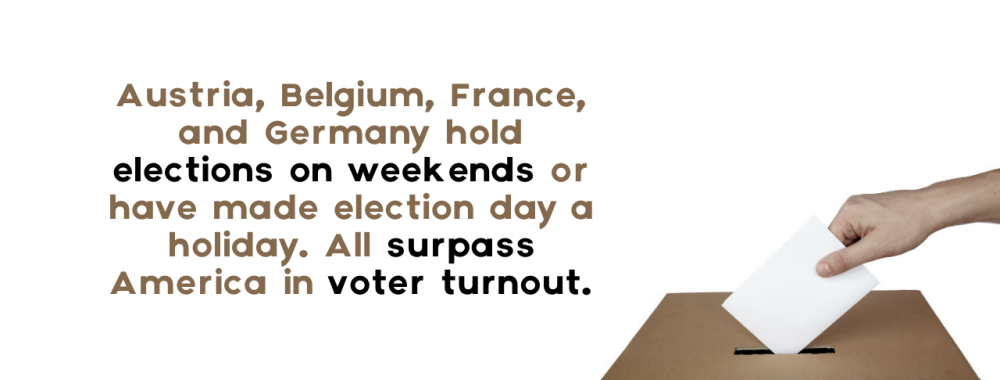 Austria, Belgium, France,
and Germany hold
elections on weekends or
have made election day a
holiday. All surpass
America in voter turnout.